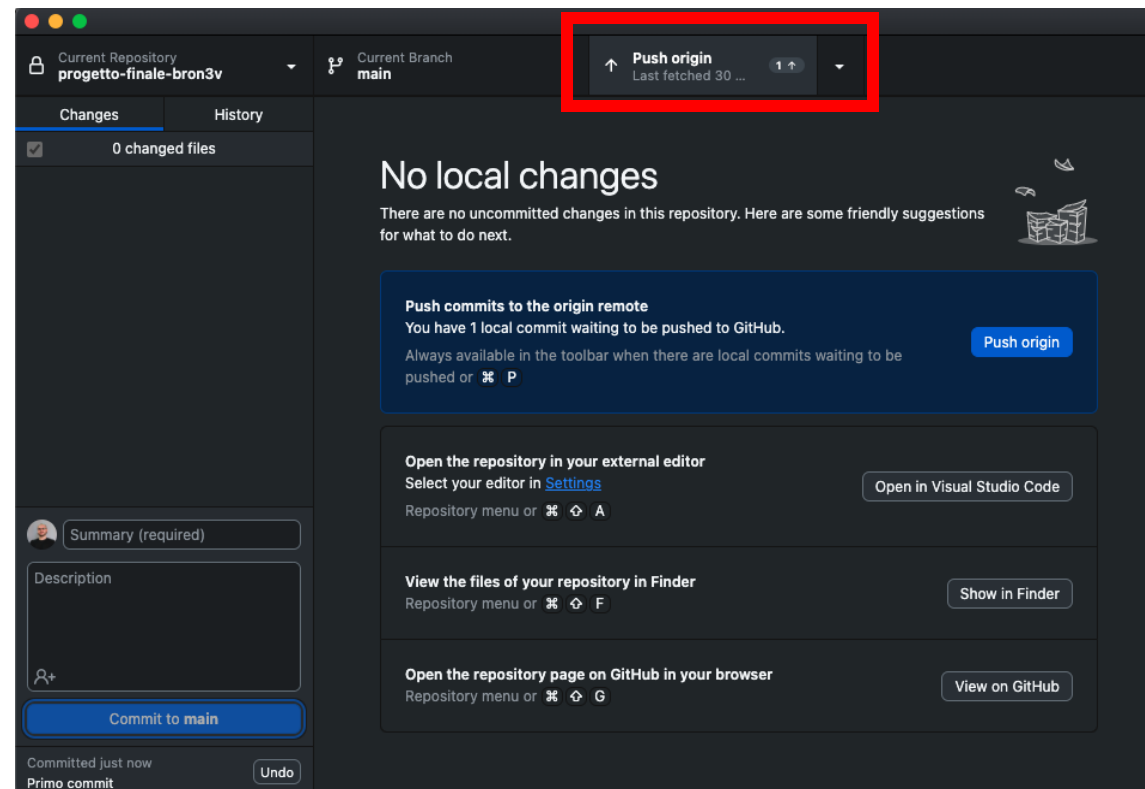 Current Repository
progetto-finale-bron3v
Current Branch
main
Push origin
Last fetched 30 ...
1
Changes
History
0 changed files
No local changes
There are no uncommitted changes in this repository. Here are some friendly suggestions
for what to do next.
Push commits to the origin remote
You have 1 local commit waiting to be pushed to GitHub.
Always available in the toolbar when there are local commits waiting to be
pushed or ⌘ P
Push origin
Open the repository in your external editor
Select your editor in Settings
Repository menu or ⌘ ⇧ A
Open in Visual Studio Code
View the files of your repository in Finder
Repository menu or ⌘ ⇧ F
Show in Finder
Open the repository page on GitHub in your browser
Repository menu or ⌘ ⇧ G
View on GitHub
Summary (required)
Description
Commit to main
Committed just now
Primo commit
Undo